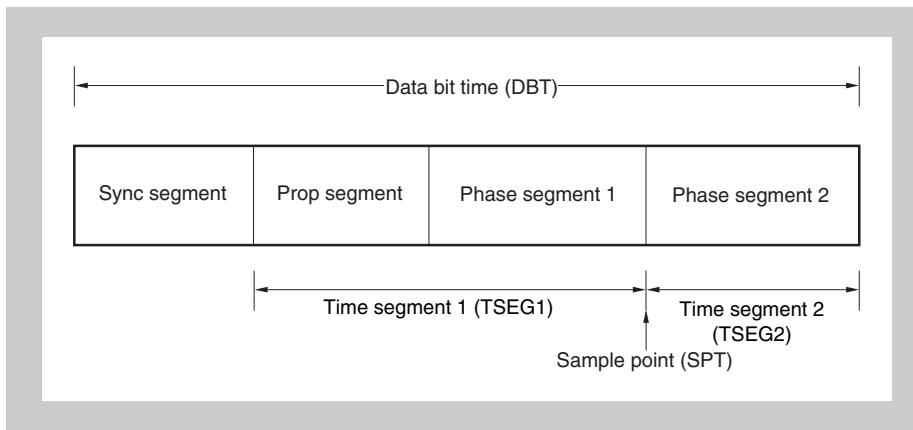 Data bit time (DBT)
Sync segment
Prop segment
Phase segment 1
Phase segment 2
Time segment 1 (TSEG1)
Time segment 2
(TSEG2)
Sample point (SPT)